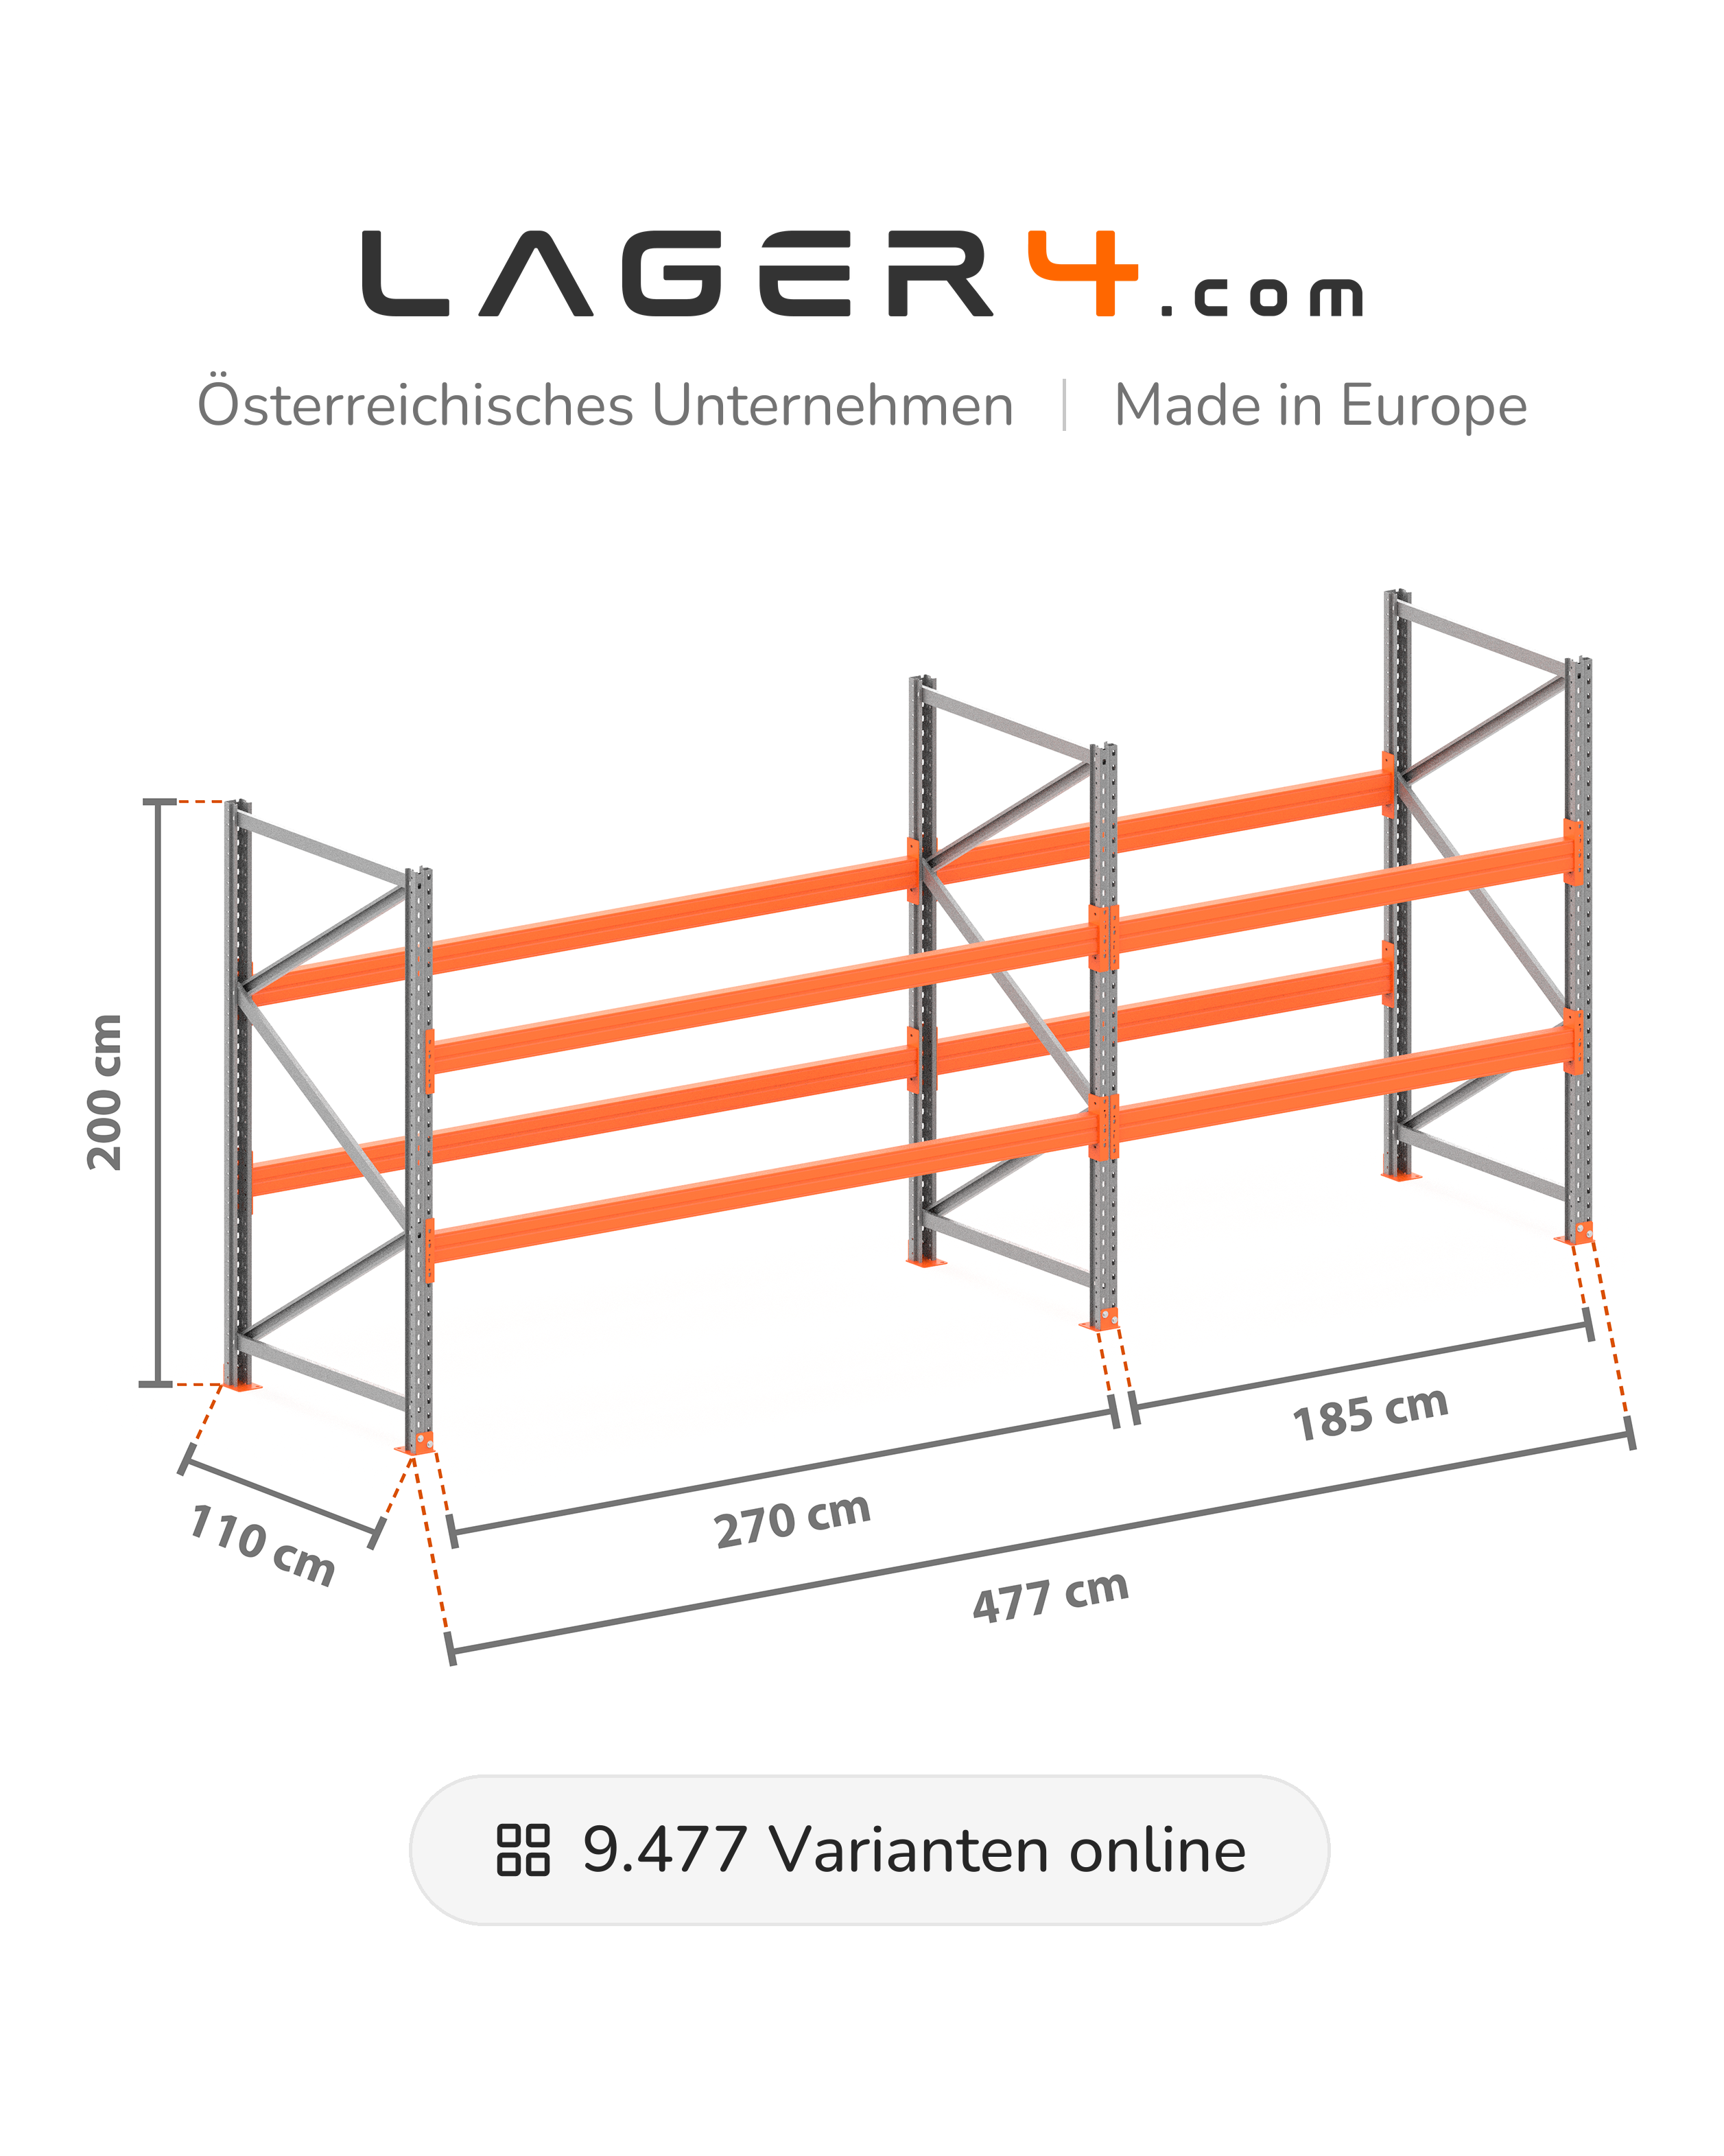 LAGER4.com
Österreichisches Unternehmen | Made in Europe
200 cm
110 cm
270 cm
185 cm
477 cm
9.477 Varianten online